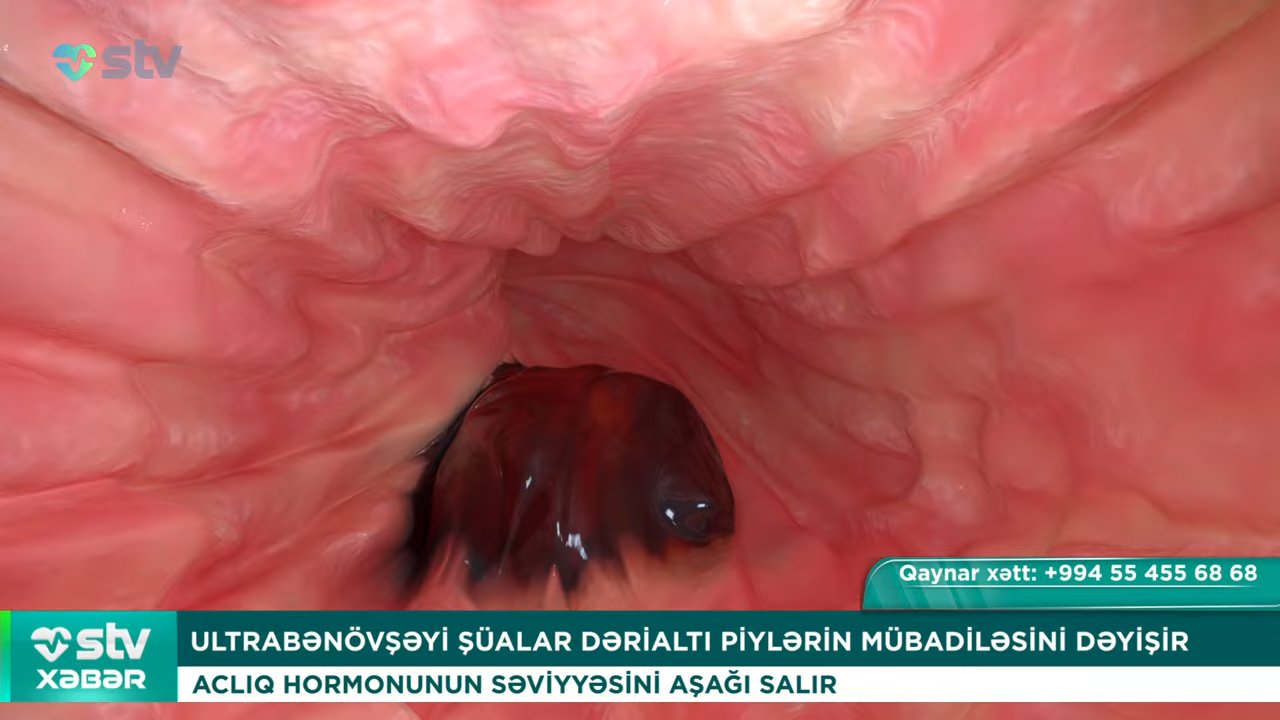 stv
Qaynar xətt: +994 55 455 68 68
stv
XƏBƏR
ULTRABƏNÖVŞƏYİ ŞÜALAR DƏRİALTI PİYLƏRİN MÜBADİLƏSİNİ DƏYİŞİR
ACLIQ HORMONUNUN SƏVİYYƏSİNİ AŞAĞI SALIR